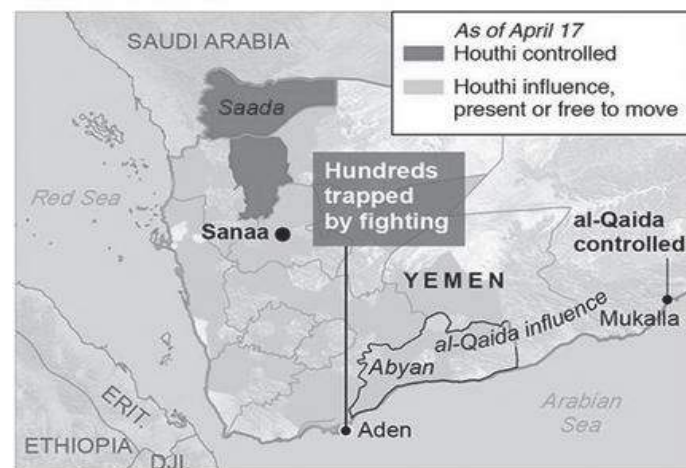 As of April 17
Houthi controlled
Houthi influence,
present or free to move
SAUDI ARABIA
Saada
Red Sea
Hundreds
trapped
by fighting
Sanaa
al-Qaida
controlled
YEMEN
Mukalla
al-Qaida influence
Abyan
Aden
Arabian
Sea
ERIT.
ETHIOPIA
DJI.